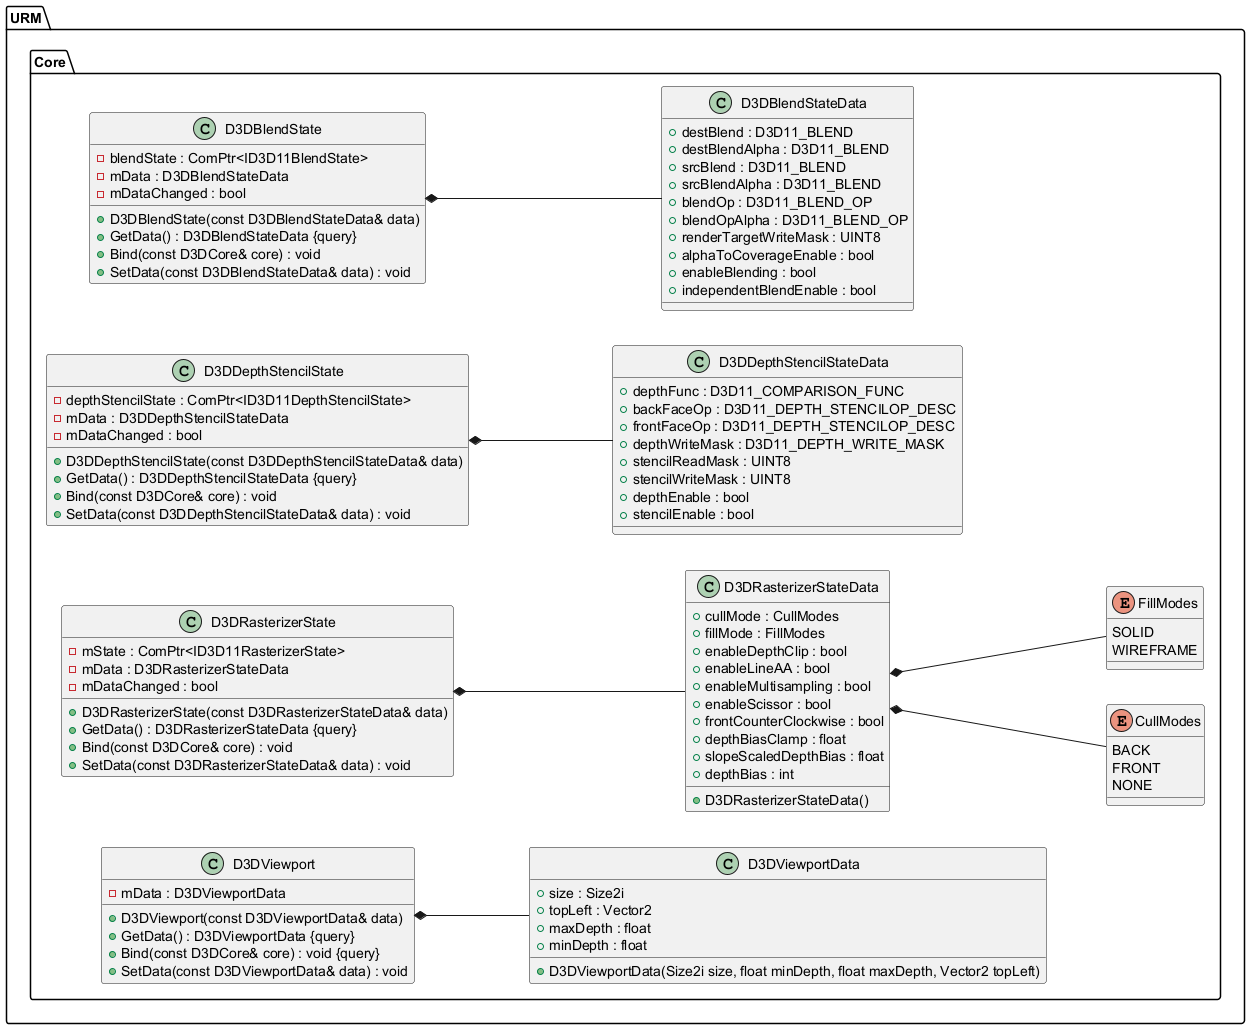 URM
Core
C D3DBlendState
blendState : ComPtr<ID3D11BlendState>
mData : D3DBlendStateData
mDataChanged : bool
D3DBlendState(const D3DBlendStateData& data)
GetData() : D3DBlendStateData {query}
Bind(const D3DCore& core) : void
SetData(const D3DBlendStateData& data) : void
C D3DBlendStateData
destBlend : D3D11_BLEND
destBlendAlpha : D3D11_BLEND
srcBlend : D3D11_BLEND
srcBlendAlpha : D3D11_BLEND
blendOp : D3D11_BLEND_OP
blendOpAlpha : D3D11_BLEND_OP
renderTargetWriteMask : UINT8
alphaToCoverageEnable : bool
enableBlending : bool
independentBlendEnable : bool
C D3DDepthStencilState
depthStencilState : ComPtr<ID3D11DepthStencilState>
mData : D3DDepthStencilStateData
mDataChanged : bool
D3DDepthStencilState(const D3DDepthStencilStateData& data)
GetData() : D3DDepthStencilStateData {query}
Bind(const D3DCore& core) : void
SetData(const D3DDepthStencilStateData& data) : void
C D3DDepthStencilStateData
depthFunc : D3D11_COMPARISON_FUNC
backFaceOp : D3D11_DEPTH_STENCILOP_DESC
frontFaceOp : D3D11_DEPTH_STENCILOP_DESC
depthWriteMask : D3D11_DEPTH_WRITE_MASK
stencilReadMask : UINT8
stencilWriteMask : UINT8
depthEnable : bool
stencilEnable : bool
C D3DRasterizerState
mState : ComPtr<ID3D11RasterizerState>
mData : D3DRasterizerStateData
mDataChanged : bool
D3DRasterizerState(const D3DRasterizerStateData& data)
GetData() : D3DRasterizerStateData {query}
Bind(const D3DCore& core) : void
SetData(const D3DRasterizerStateData& data) : void
C D3DRasterizerStateData
cullMode : CullModes
fillMode : FillModes
enableDepthClip : bool
enableLineAA : bool
enableMultisampling : bool
enableScissor : bool
frontCounterClockwise : bool
depthBiasClamp : float
slopeScaledDepthBias : float
depthBias : int
D3DRasterizerStateData()
E FillModes
SOLID
WIREFRAME
E CullModes
BACK
FRONT
NONE
C D3DViewport
mData : D3DViewportData
D3DViewport(const D3DViewportData& data)
GetData() : D3DViewportData {query}
Bind(const D3DCore& core) : void {query}
SetData(const D3DViewportData& data) : void
C D3DViewportData
size : Size2i
topLeft : Vector2
maxDepth : float
minDepth : float
D3DViewportData(Size2i size, float minDepth, float maxDepth, Vector2 topLeft)